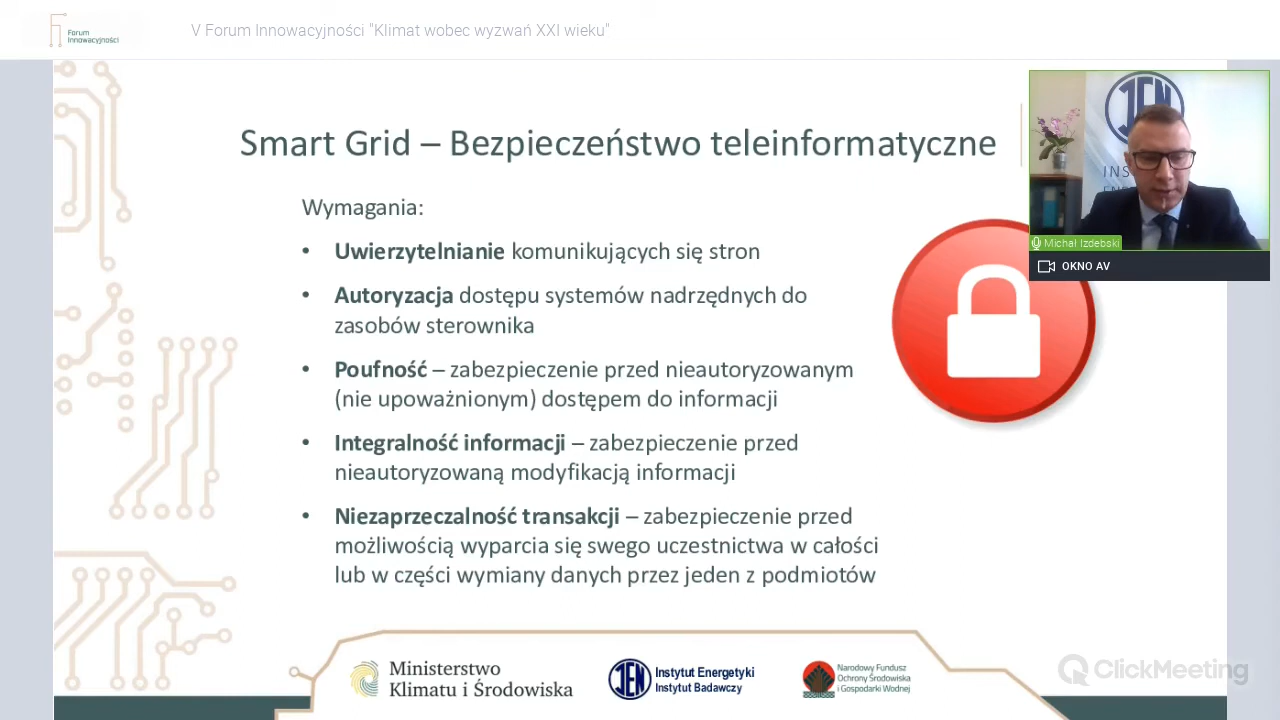 Forum
Innowacyjności
V Forum Innowacyjności "Klimat wobec wyzwań XXI wieku"
Smart Grid – Bezpieczeństwo teleinformatyczne
Wymagania:
• Uwierzytelnianie komunikujących się stron
• Autoryzacja dostępu systemów nadrzędnych do
zasobów sterownika
• Poufność – zabezpieczenie przed nieautoryzowanym
(nie upoważnionym) dostępem do informacji
• Integralność informacji – zabezpieczenie przed
nieautoryzowaną modyfikacją informacji
• Niezaprzeczalność transakcji – zabezpieczenie przed
możliwością wyparcia się swego uczestnictwa w całości
lub w części wymiany danych przez jeden z podmiotów
IEN
INS
Michał Izdebski
OKNO AV
Ministerstwo
Klimatu i Środowiska
IEN
Instytut Energetyki
Instytut Badawczy
Narodowy Fundusz
Ochrony Środowiska
i Gospodarki Wodnej
ClickMeeting